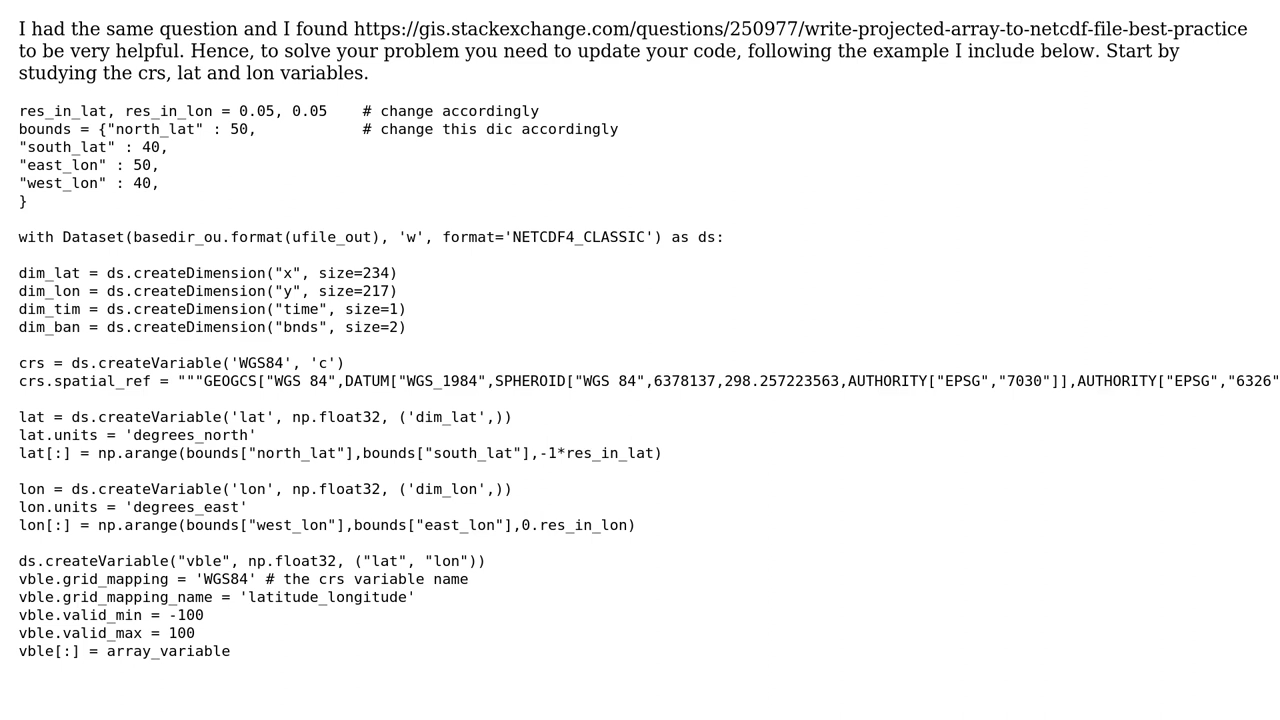 I had the same question and I found https://gis.stackexchange.com/questions/250977/write-projected-array-to-netcdf-file-best-practice
to be very helpful. Hence, to solve your problem you need to update your code, following the example I include below. Start by
studying the crs, lat and lon variables.
res_in_lat, res_in_lon = 0.05, 0.05    # change accordingly
bounds = {"north_lat" : 50,            # change this dic accordingly
"south_lat" : 40,
"east_lon" : 50,
"west_lon" : 40,
}
with Dataset(basedir_ou.format(ufile_out), 'w', format='NETCDF4_CLASSIC') as ds:
dim_lat = ds.createDimension("x", size=234)
dim_lon = ds.createDimension("y", size=217)
dim_tim = ds.createDimension("time", size=1)
dim_ban = ds.createDimension("bnds", size=2)
crs = ds.createVariable('WGS84', 'c')
crs.spatial_ref = """GEOGCS["WGS 84",DATUM["WGS_1984",SPHEROID["WGS 84",6378137,298.257223563,AUTHORITY["EPSG","7030"]],AUTHORITY["EPSG","6326"
lat = ds.createVariable('lat', np.float32, ('dim_lat',))
lat.units = 'degrees_north'
lat[:] = np.arange(bounds["north_lat"],bounds["south_lat"],-1*res_in_lat)
lon = ds.createVariable('lon', np.float32, ('dim_lon',))
lon.units = 'degrees_east'
lon[:] = np.arange(bounds["west_lon"],bounds["east_lon"],0.res_in_lon)
ds.createVariable("vble", np.float32, ("lat", "lon"))
vble.grid_mapping = 'WGS84' # the crs variable name
vble.grid_mapping_name = 'latitude_longitude'
vble.valid_min = -100
vble.valid_max = 100
vble[:] = array_variable